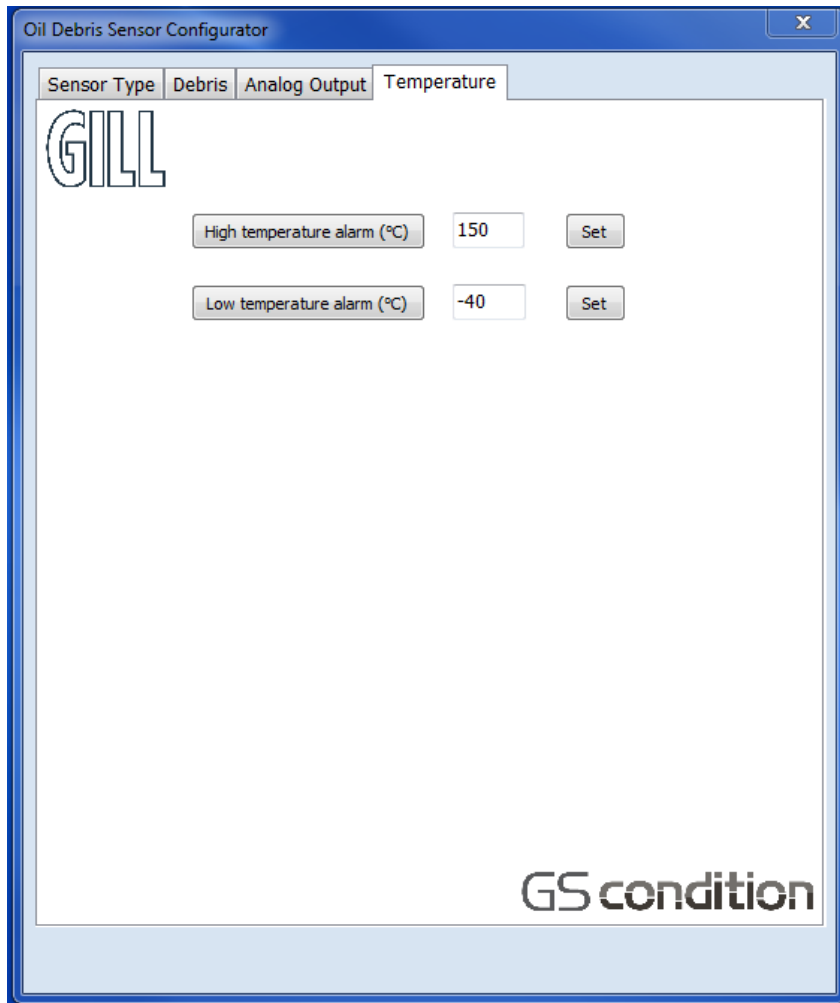 Oil Debris Sensor Configurator x
Sensor Type Debris Analog Output Temperature
GILL
High temperature alarm (°C) 150 Set
Low temperature alarm (°C) -40 Set
GS condition